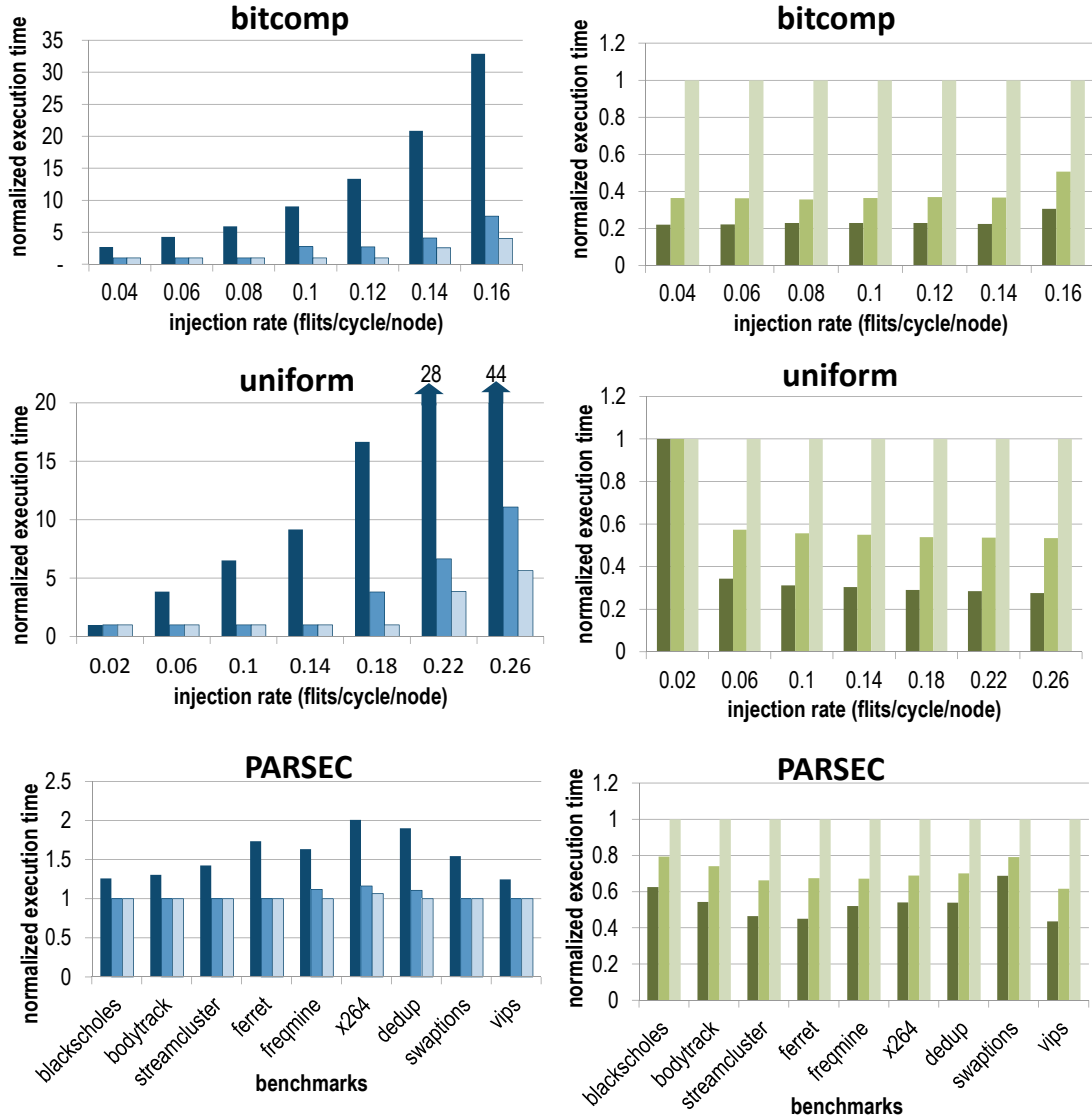 bitcomp
normalized execution time
35
30
25
20
15
10
5
-
0.04 0.06 0.08 0.1 0.12 0.14 0.16
injection rate (flits/cycle/node)
bitcomp
normalized execution time
1.2
1
0.8
0.6
0.4
0.2
0
0.04 0.06 0.08 0.1 0.12 0.14 0.16
injection rate (flits/cycle/node)
uniform
28 44
normalized execution time
20
15
10
5
0
0.02 0.06 0.1 0.14 0.18 0.22 0.26
injection rate (flits/cycle/node)
uniform
normalized execution time
1.2
1
0.8
0.6
0.4
0.2
0
0.02 0.06 0.1 0.14 0.18 0.22 0.26
injection rate (flits/cycle/node)
PARSEC
normalized execution time
2.5
2
1.5
1
0.5
0
blackscholes
bodytrack
streamcluster
ferret
freqmine
x264
dedup
swaptions
vips
benchmarks
PARSEC
normalized execution time
1.2
1
0.8
0.6
0.4
0.2
0
blackscholes
bodytrack
streamcluster
ferret
freqmine
x264
dedup
swaptions
vips
benchmarks